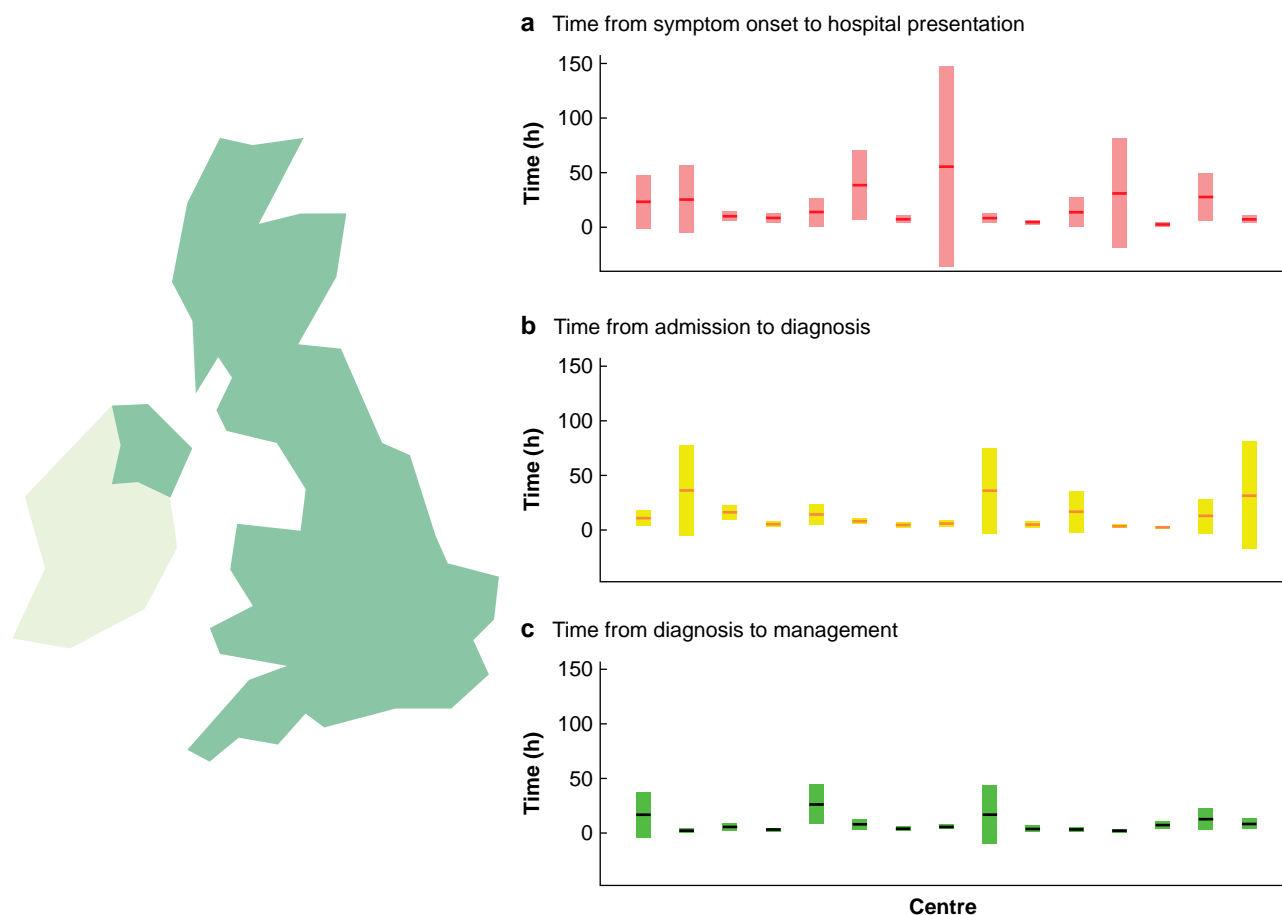 a Time from symptom onset to hospital presentation
150
100
50
0
Time (h)
b Time from admission to diagnosis
150
100
50
0
Time (h)
c Time from diagnosis to management
150
100
50
0
Time (h)
Centre